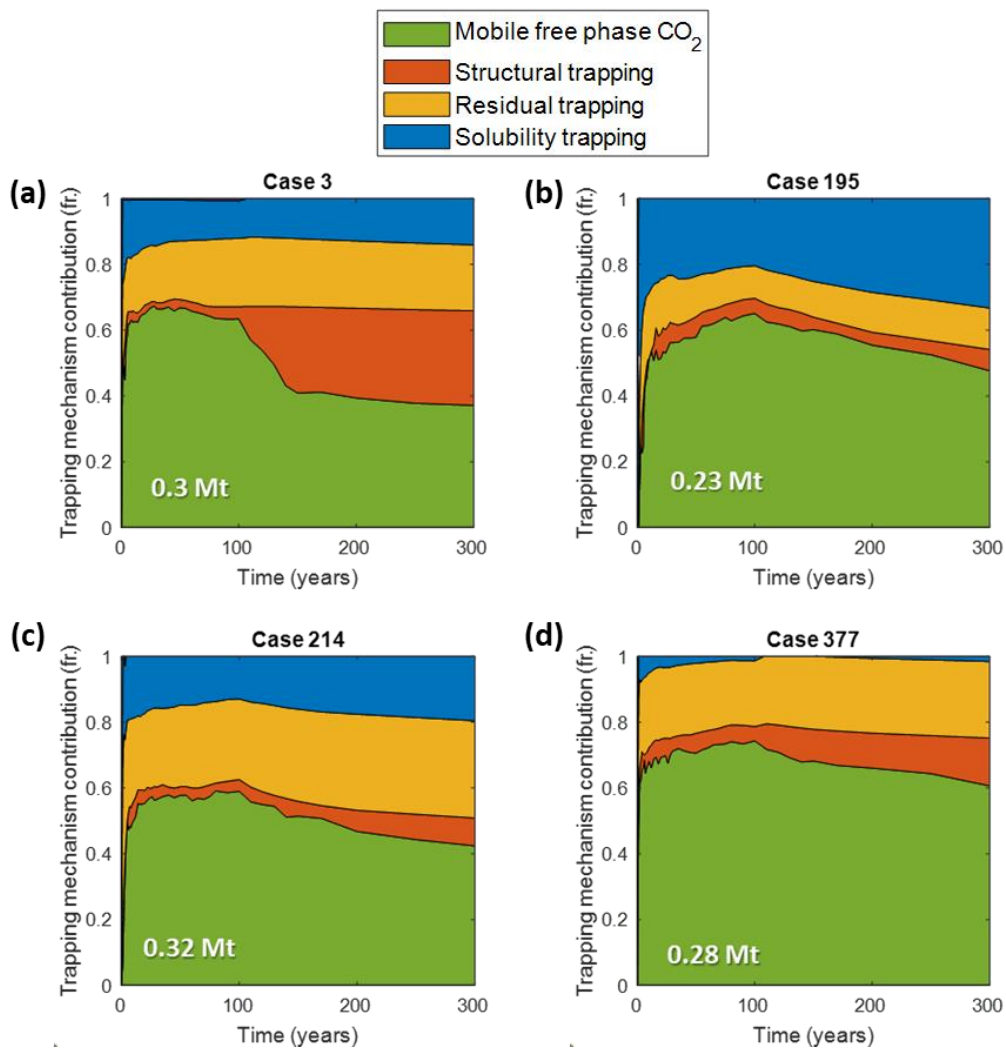 Mobile free phase CO2
Structural trapping
Residual trapping
Solubility trapping
(a)
Case 3
Trapping mechanism contribution (fr.)
1
0.8
0.6
0.4
0.2
0
0.3 Mt
0 100 200 300
Time (years)
(b)
Case 195
Trapping mechanism contribution (fr.)
1
0.8
0.6
0.4
0.2
0
0.23 Mt
0 100 200 300
Time (years)
(c)
Case 214
Trapping mechanism contribution (fr.)
1
0.8
0.6
0.4
0.2
0
0.32 Mt
0 100 200 300
Time (years)
(d)
Case 377
Trapping mechanism contribution (fr.)
1
0.8
0.6
0.4
0.2
0
0.28 Mt
0 100 200 300
Time (years)